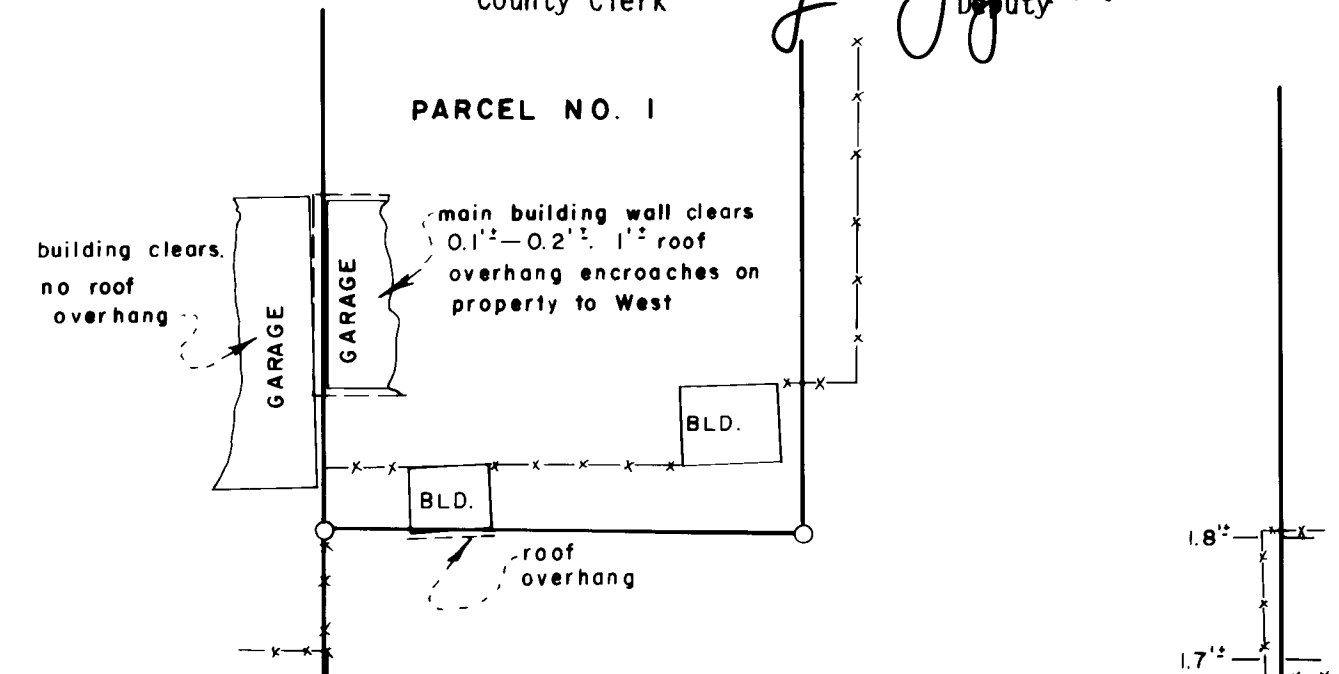 County Clerk
Deputy
PARCEL NO. 1
building clears.
no roof
overhang
GARAGE
GARAGE
main building wall clears
0.1'± – 0.2'±. 1'± roof
overhang encroaches on
property to West
BLD.
BLD.
roof
overhang
1.8'±
1.7'±